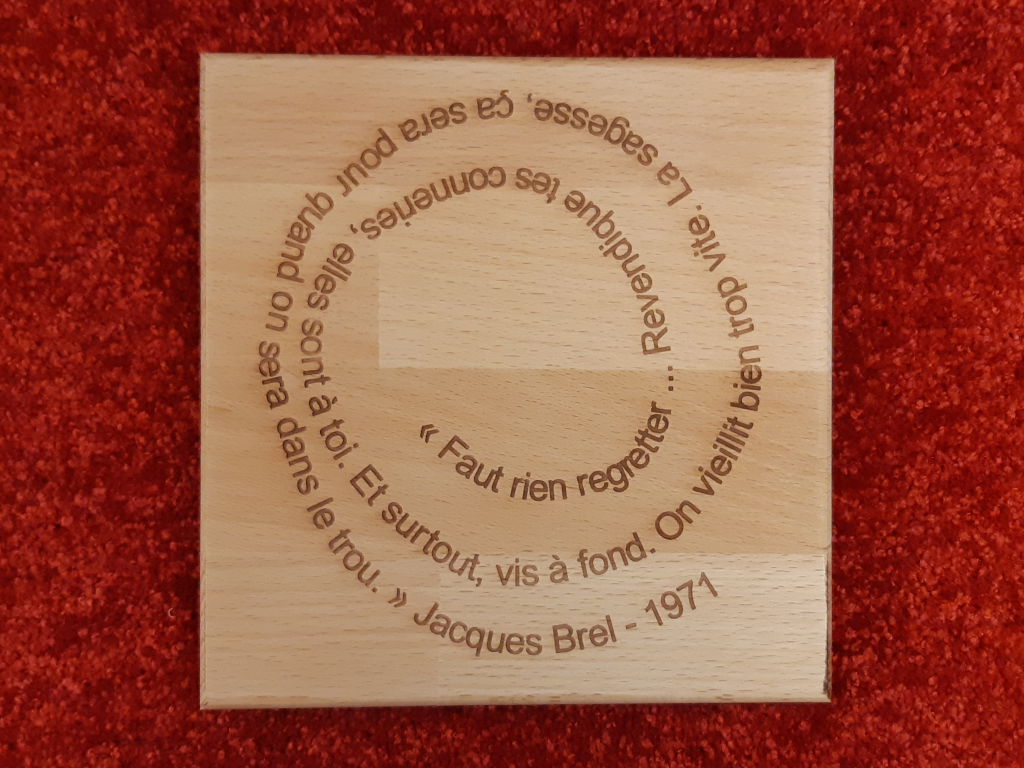 « Faut rien regretter ... Revendique tes conneries, elles sont à toi. Et surtout, vis à fond. On vieillit bien trop vite. La sagesse, ça sera pour quand on sera dans le trou. » Jacques Brel - 1971